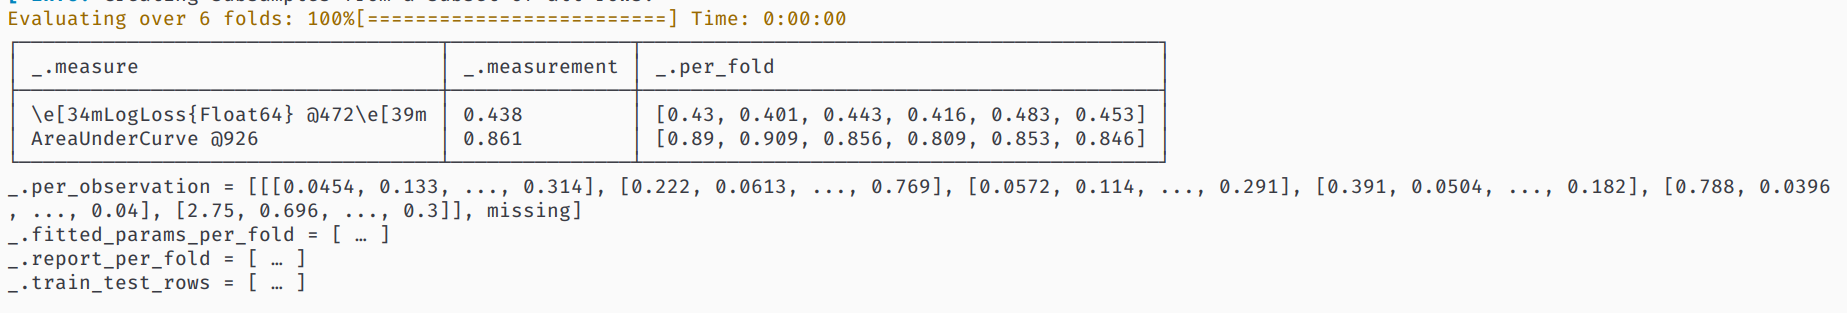 Evaluating over 6 folds: 100%[=========================] Time: 0:00:00
_.measure _.measurement _.per_fold
\e[34mLogLoss{Float64} @472\e[39m 0.438 [0.43, 0.401, 0.443, 0.416, 0.483, 0.453]
AreaUnderCurve @926 0.861 [0.89, 0.909, 0.856, 0.809, 0.853, 0.846]
_.per_observation = [[[0.0454, 0.133, ..., 0.314], [0.222, 0.0613, ..., 0.769], [0.0572, 0.114, ..., 0.291], [0.391, 0.0504, ..., 0.182], [0.788, 0.0396
, ..., 0.04], [2.75, 0.696, ..., 0.3]], missing]
_.fitted_params_per_fold = [ … ]
_.report_per_fold = [ … ]
_.train_test_rows = [ … ]